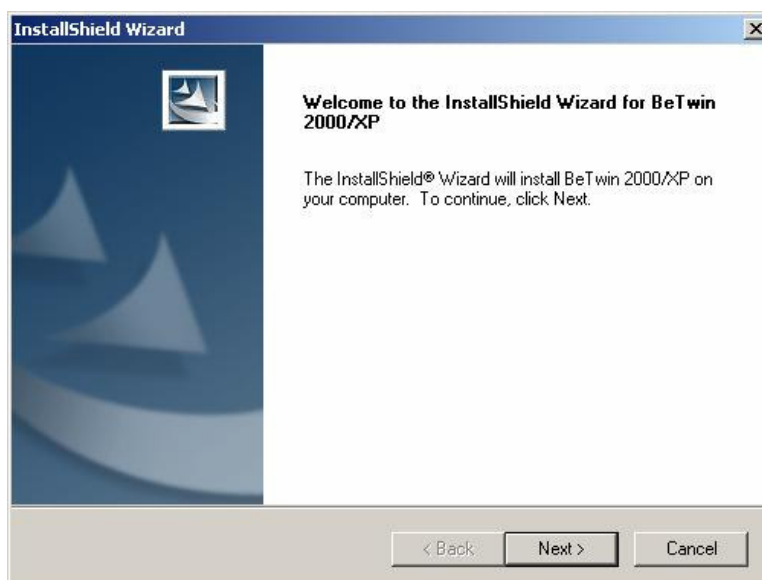 InstallShield Wizard
Welcome to the InstallShield Wizard for BeTwin
2000/XP
The InstallShield® Wizard will install BeTwin 2000/XP on
your computer. To continue, click Next.
< Back Next > Cancel